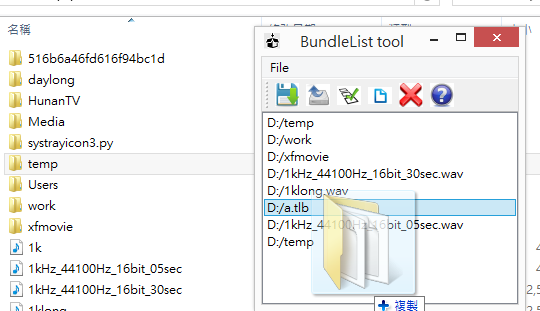 名稱
516b6a46fd616f94bc1d
daylong
HunanTV
Media
systrayicon3.py
temp
Users
work
xfmovie
1k
1kHz_44100Hz_16bit_05sec
1kHz_44100Hz_16bit_30sec
1klong
BundleList tool
File
D:/temp
D:/work
D:/xfmovie
D:/1kHz_44100Hz_16bit_30sec.wav
D:/1klong.wav
D:/a.tlb
D:/1kHz_44100Hz_16bit_05sec.wav
D:/temp
複製